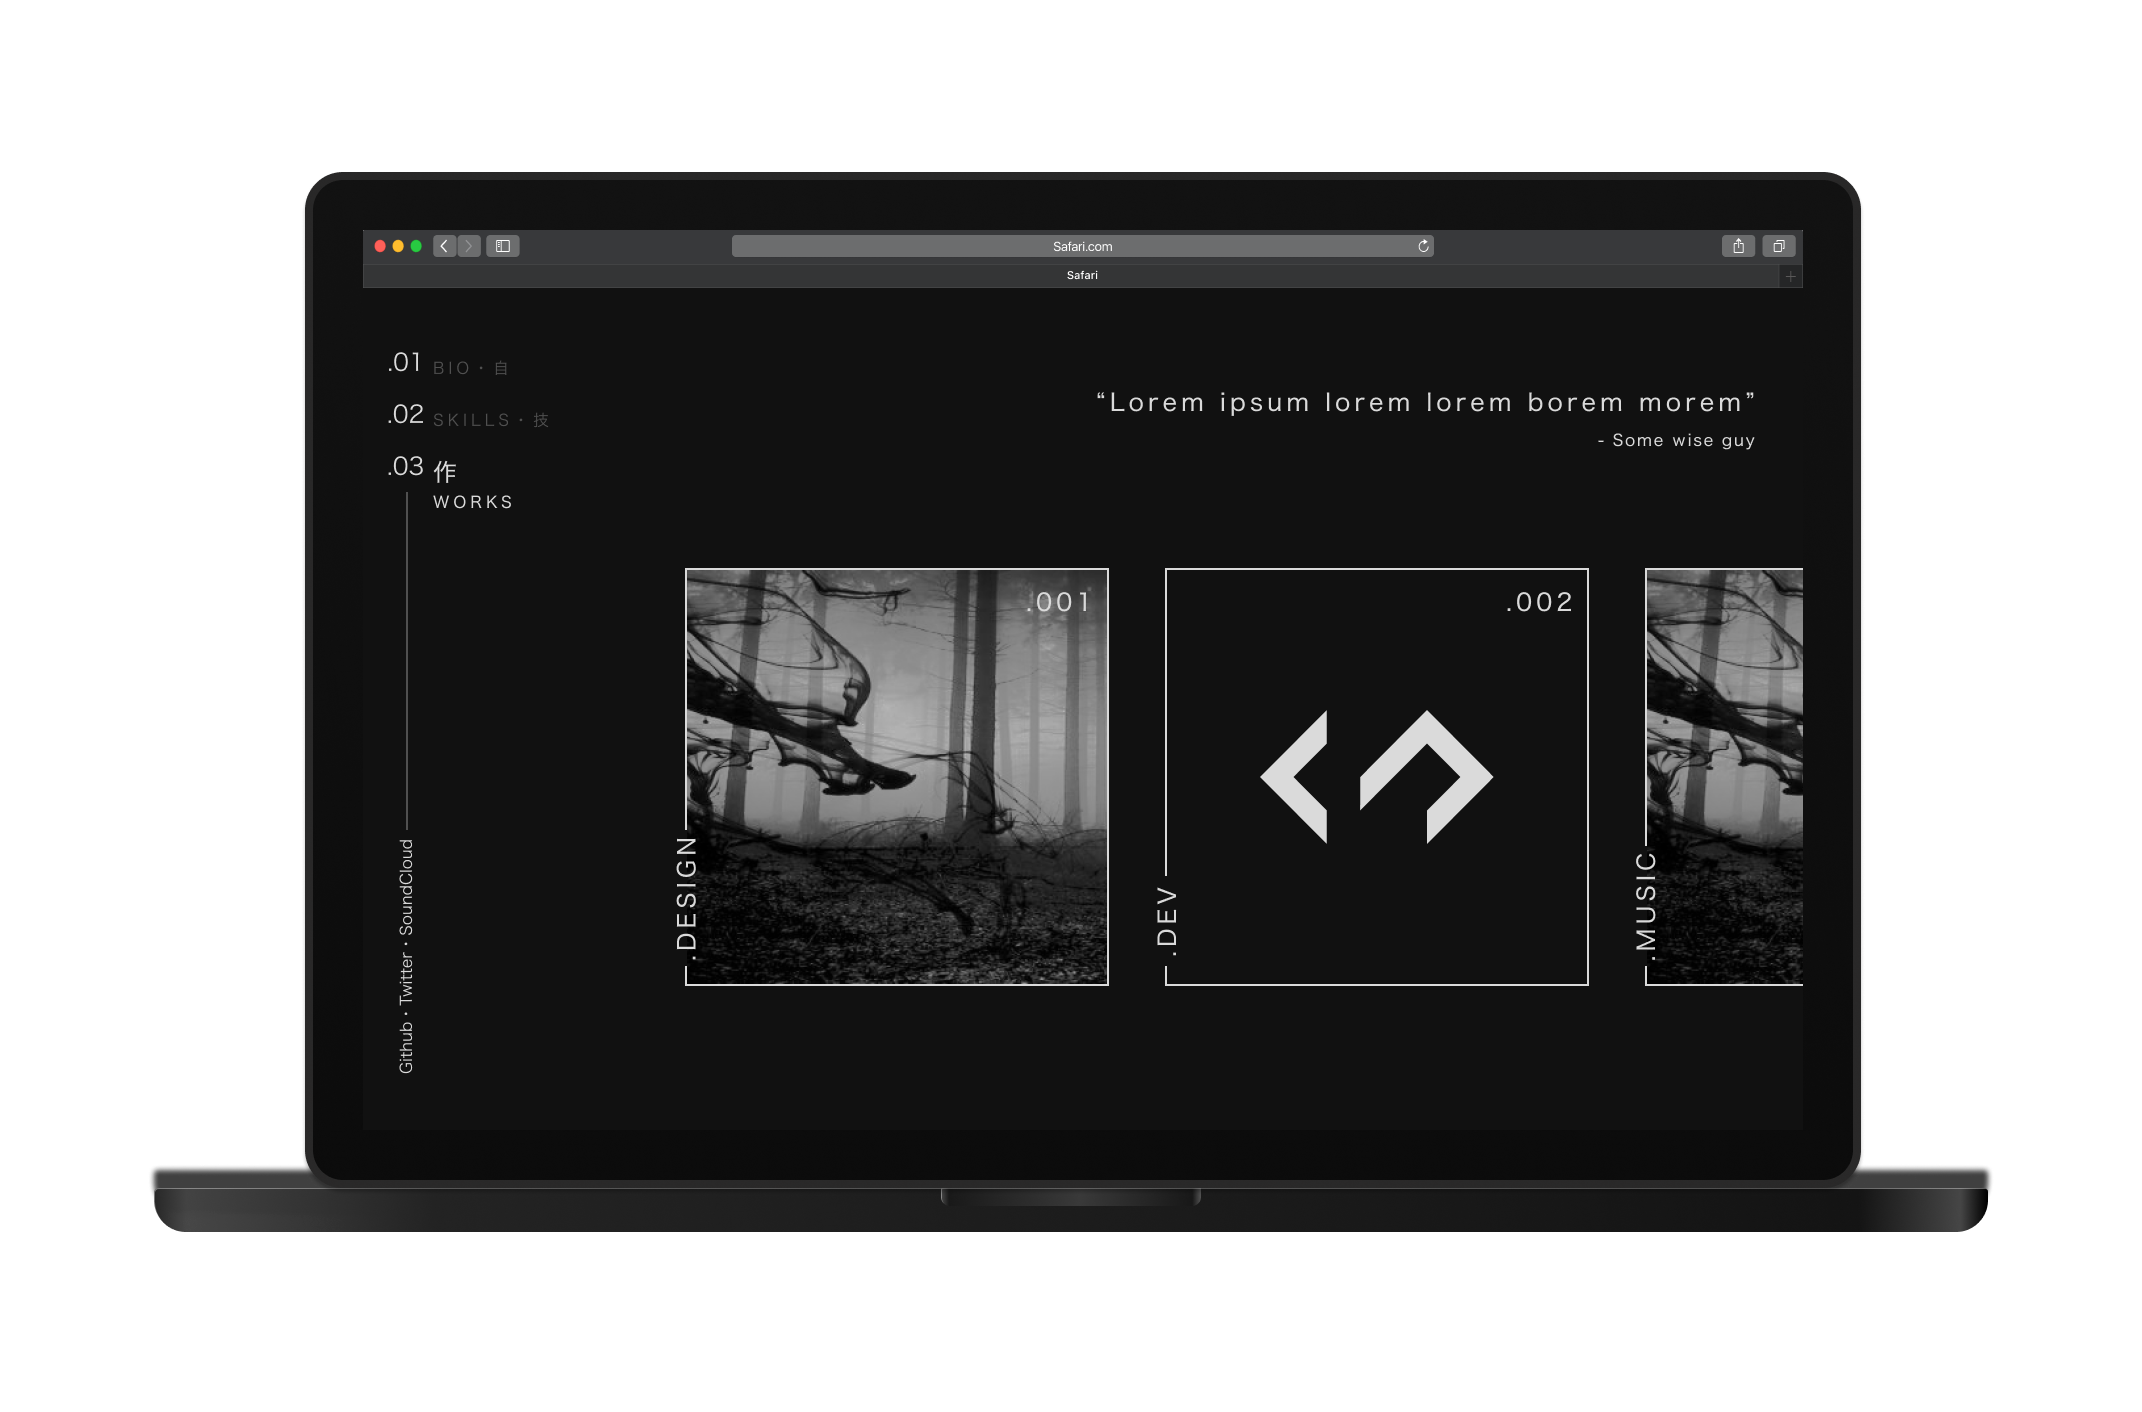 Safari.com
Safari
.01 BIO・自
.02 SKILLS・技
.03 作
WORKS
“Lorem ipsum lorem lorem borem morem”
- Some wise guy
.001
.DESIGN
.002
.DEV
.MUSIC
Github・Twitter・SoundCloud